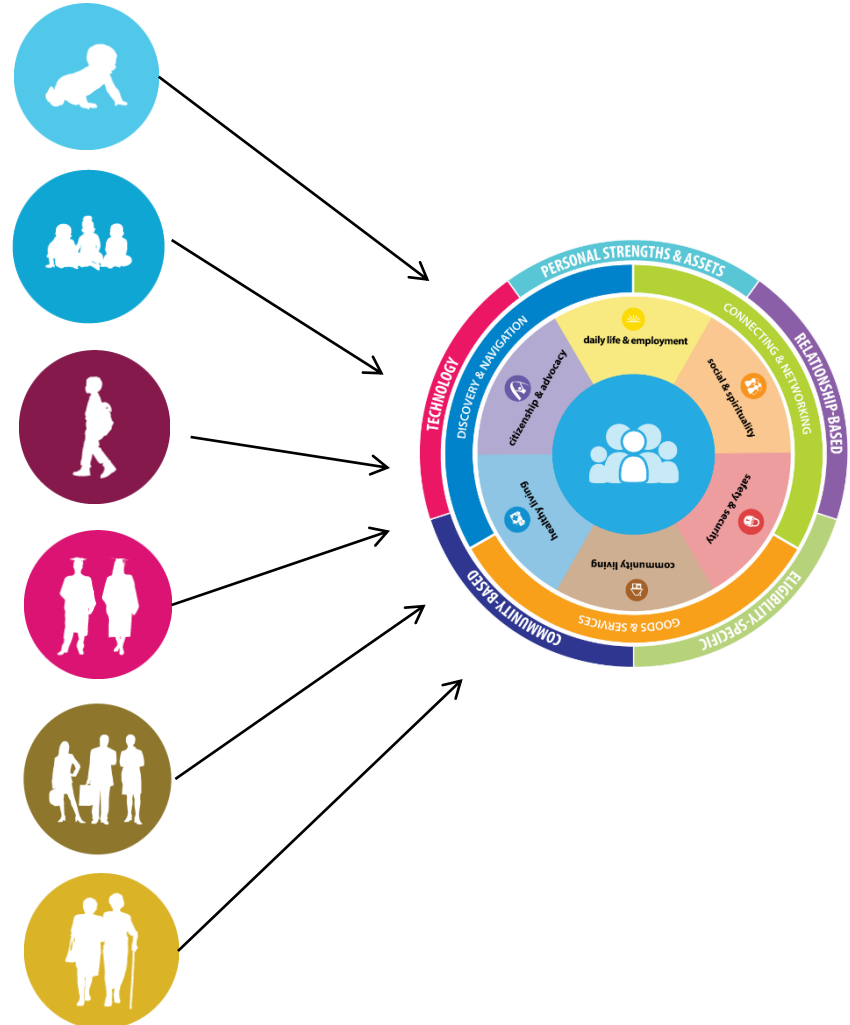 PERSONAL STRENGTHS & ASSETS
RELATIONSHIP-BASED
ELIGIBILITY-SPECIFIC
COMMUNITY-BASED
TECHNOLOGY
DISCOVERY & NAVIGATION
CONNECTING & NETWORKING
GOODS & SERVICES
daily life & employment
social & spirituality
safety & security
community living
healthy living
citizenship & advocacy